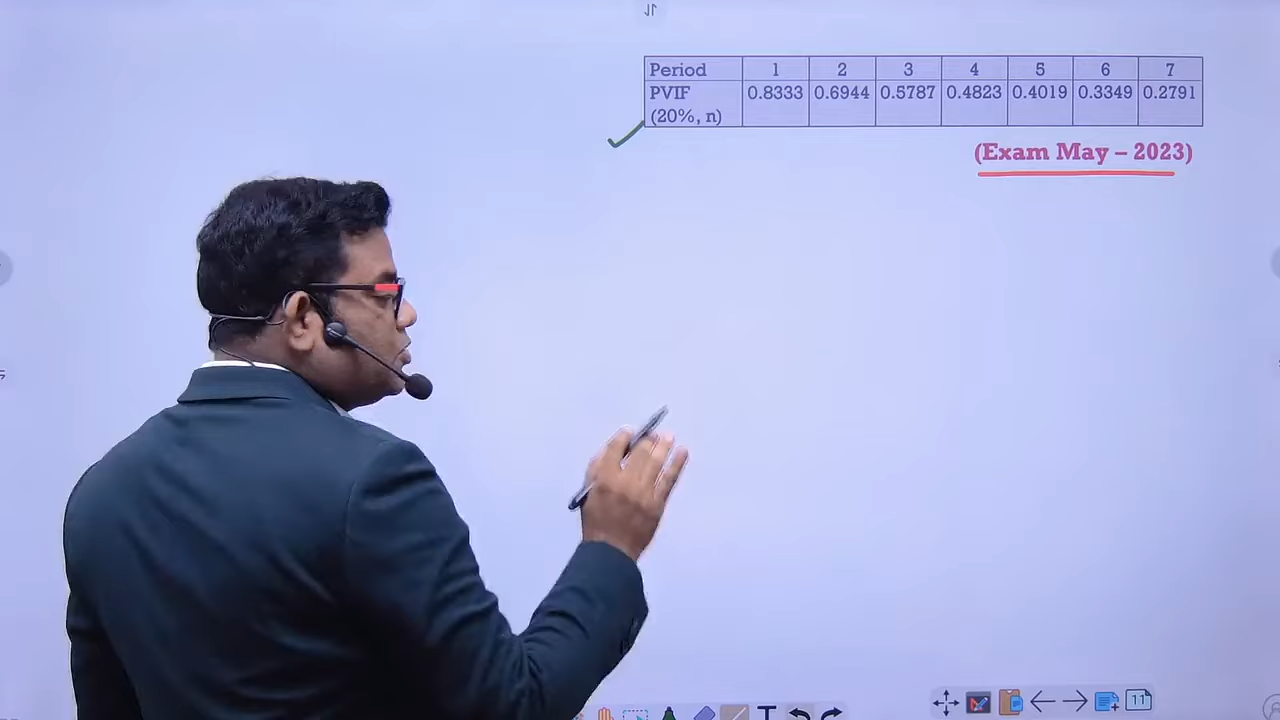 Period 1 2 3 4 5 6 7
PVIF (20%, n) 0.8333 0.6944 0.5787 0.4823 0.4019 0.3349 0.2791
(Exam May – 2023)
T
11